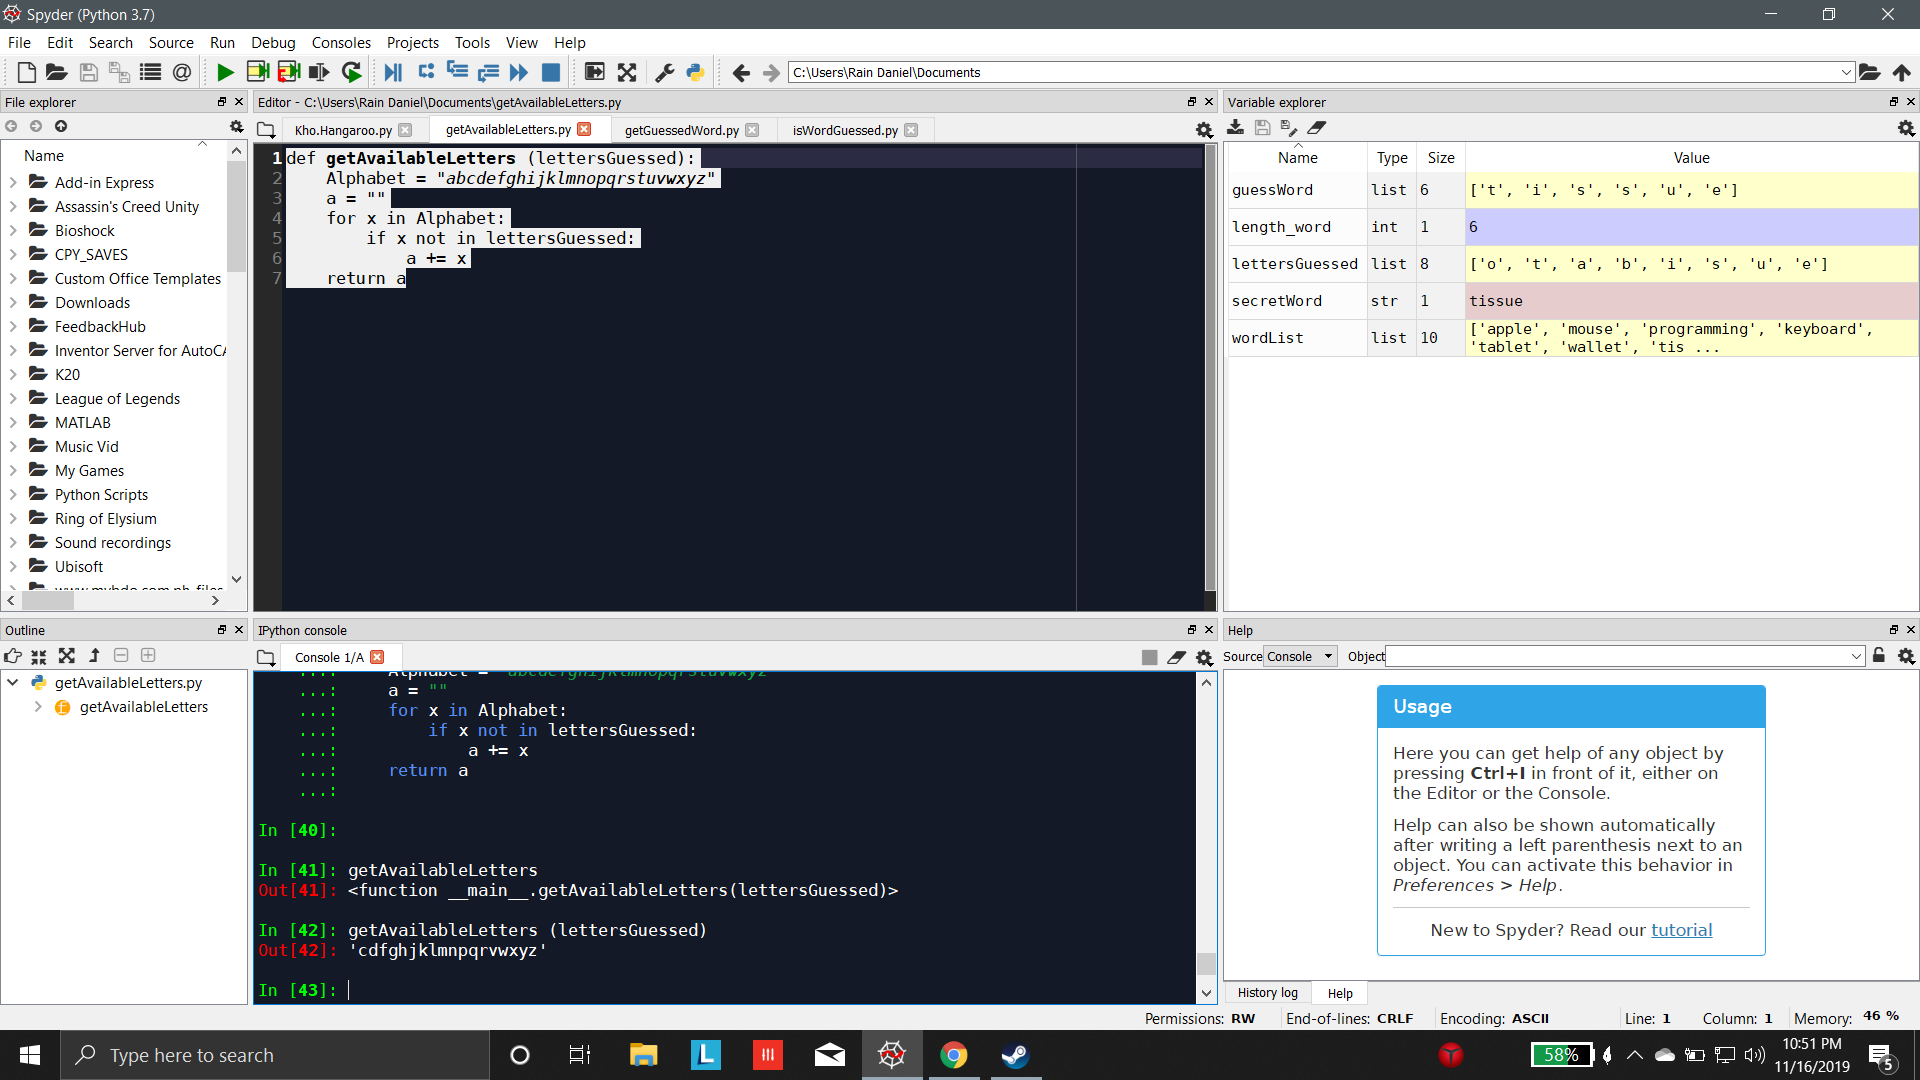 Spyder (Python 3.7)
File Edit Search Source Run Debug Consoles Projects Tools View Help
C:\Users\Rain Daniel\Documents
File explorer
Name
Add-in Express
Assassin's Creed Unity
Bioshock
CPY_SAVES
Custom Office Templates
Downloads
FeedbackHub
Inventor Server for AutoCA
K20
League of Legends
MATLAB
Music Vid
My Games
Python Scripts
Ring of Elysium
Sound recordings
Ubisoft
Editor - C:\Users\Rain Daniel\Documents\getAvailableLetters.py
Kho.Hangaroo.py getAvailableLetters.py getGuessedWord.py isWordGuessed.py
1 def getAvailableLetters (lettersGuessed):
2 Alphabet = "abcdefghijklmnopqrstuvwxyz"
3 a = ""
4 for x in Alphabet:
5 if x not in lettersGuessed:
6 a += x
7 return a
Variable explorer
Name Type Size Value
guessWord list 6 ['t', 'i', 's', 's', 'u', 'e']
length_word int 1 6
lettersGuessed list 8 ['o', 't', 'a', 'b', 'i', 's', 'u', 'e']
secretWord str 1 tissue
wordList list 10 ['apple', 'mouse', 'programming', 'keyboard',
'tablet', 'wallet', 'tis ...
Outline
getAvailableLetters.py
getAvailableLetters
IPython console
Console 1/A
Alphabet = "abcdefghijklmnopqrstuvwxyz"
...: a = ""
...: for x in Alphabet:
...: if x not in lettersGuessed:
...: a += x
...: return a
...:
In [40]:
In [41]: getAvailableLetters
Out[41]: <function __main__.getAvailableLetters(lettersGuessed)>
In [42]: getAvailableLetters (lettersGuessed)
Out[42]: 'cdfghjklmnpqrvwxyz'
In [43]:
Help
Source Console Object
Usage
Here you can get help of any object by
pressing Ctrl+I in front of it, either on
the Editor or the Console.
Help can also be shown automatically
after writing a left parenthesis next to an
object. You can activate this behavior in
Preferences > Help.
New to Spyder? Read our tutorial
History log Help
Permissions: RW End-of-lines: CRLF Encoding: ASCII Line: 1 Column: 1 Memory: 46 %
Type here to search
58%
10:51 PM
11/16/2019
5